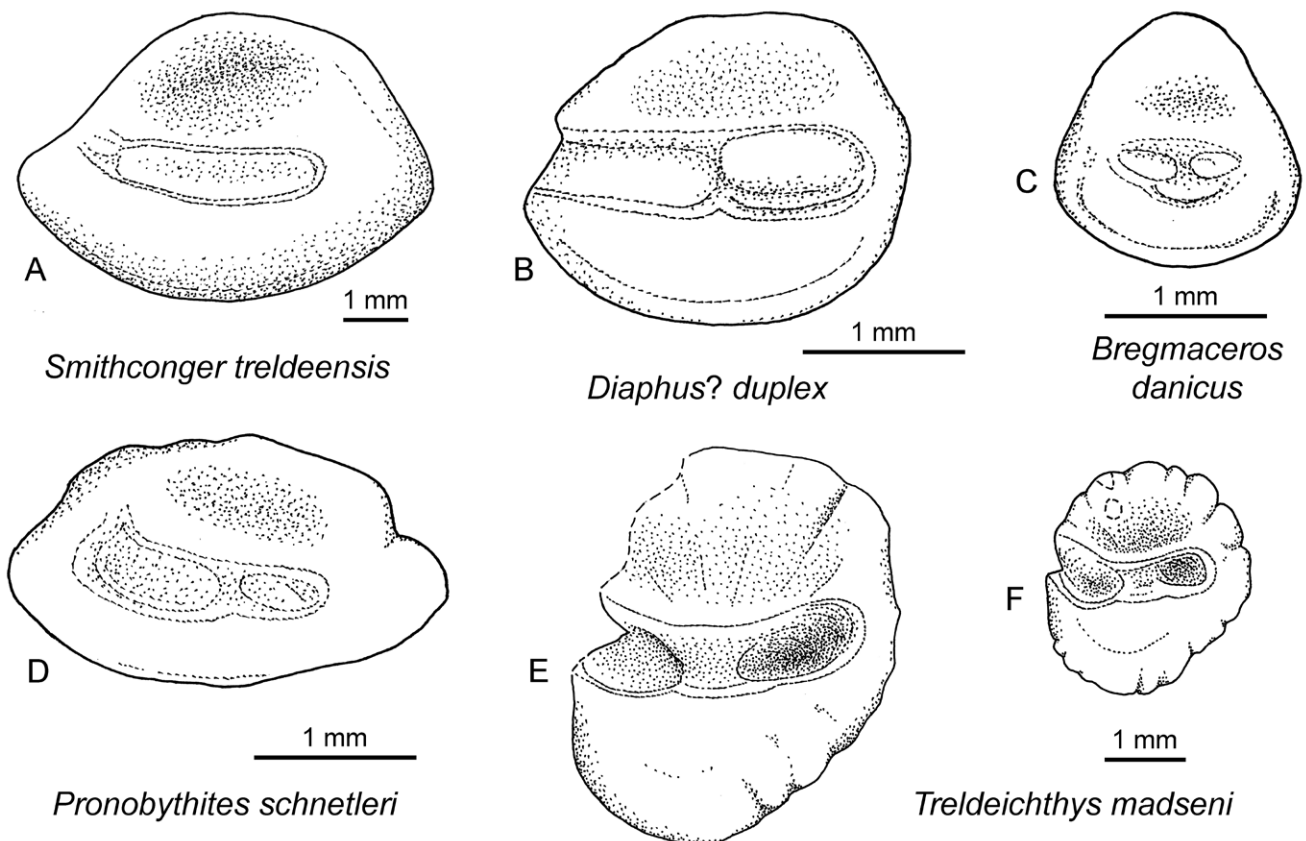 A
1 mm
Smithconger treldeensis
B
1 mm
Diaphus? duplex
C
1 mm
Bregmaceros
danicus
D
1 mm
Pronobythites schnetleri
E
F
1 mm
Treldeichthys madseni